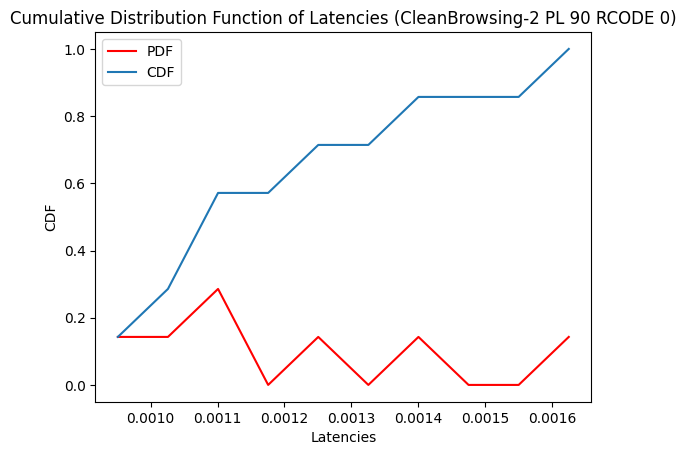 Cumulative Distribution Function of Latencies (CleanBrowsing-2 PL 90 RCODE 0)
PDF
CDF
1.0
0.8
0.6
0.4
0.2
0.0
CDF
0.0010 0.0011 0.0012 0.0013 0.0014 0.0015 0.0016
Latencies